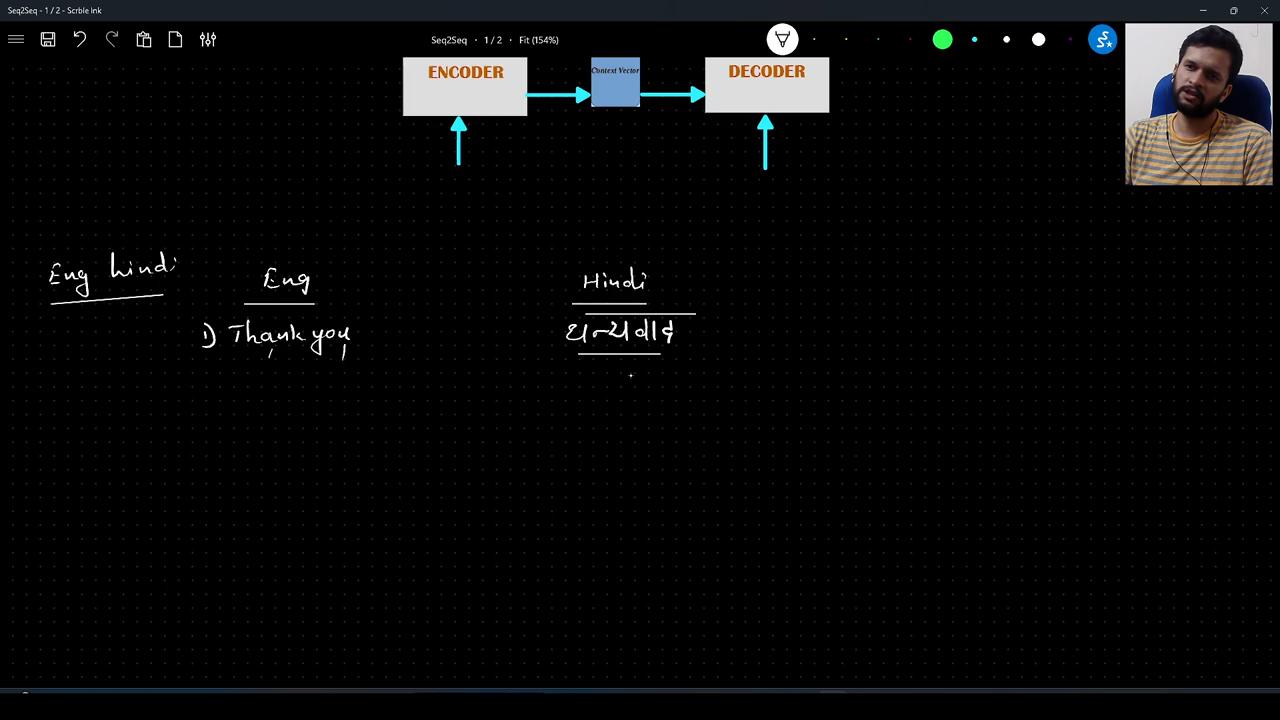 Seq2Seq - 1 / 2 - Scrble Ink
Seq2Seq • 1 / 2 • Fit (154%)
ENCODER
Context Vector
DECODER
Eng hindi
Eng
Hindi
1) Thank you
धन्यवाद